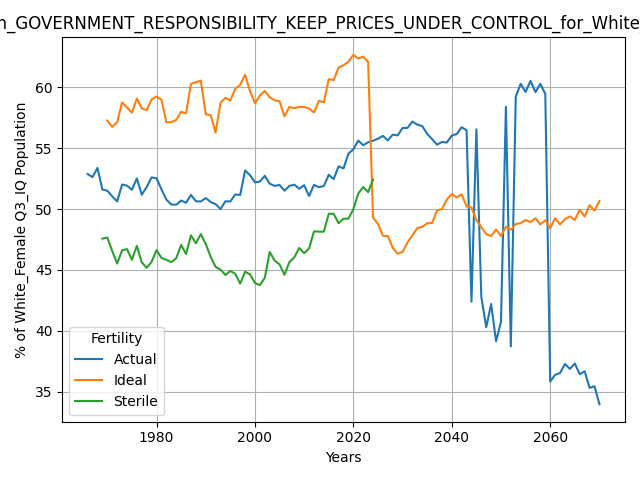 n_GOVERNMENT_RESPONSIBILITY_KEEP_PRICES_UNDER_CONTROL_for_White
% of White_Female Q3_IQ Population
60
55
50
45
40
35
Fertility
Actual
Ideal
Sterile
1980 2000 2020 2040 2060
Years